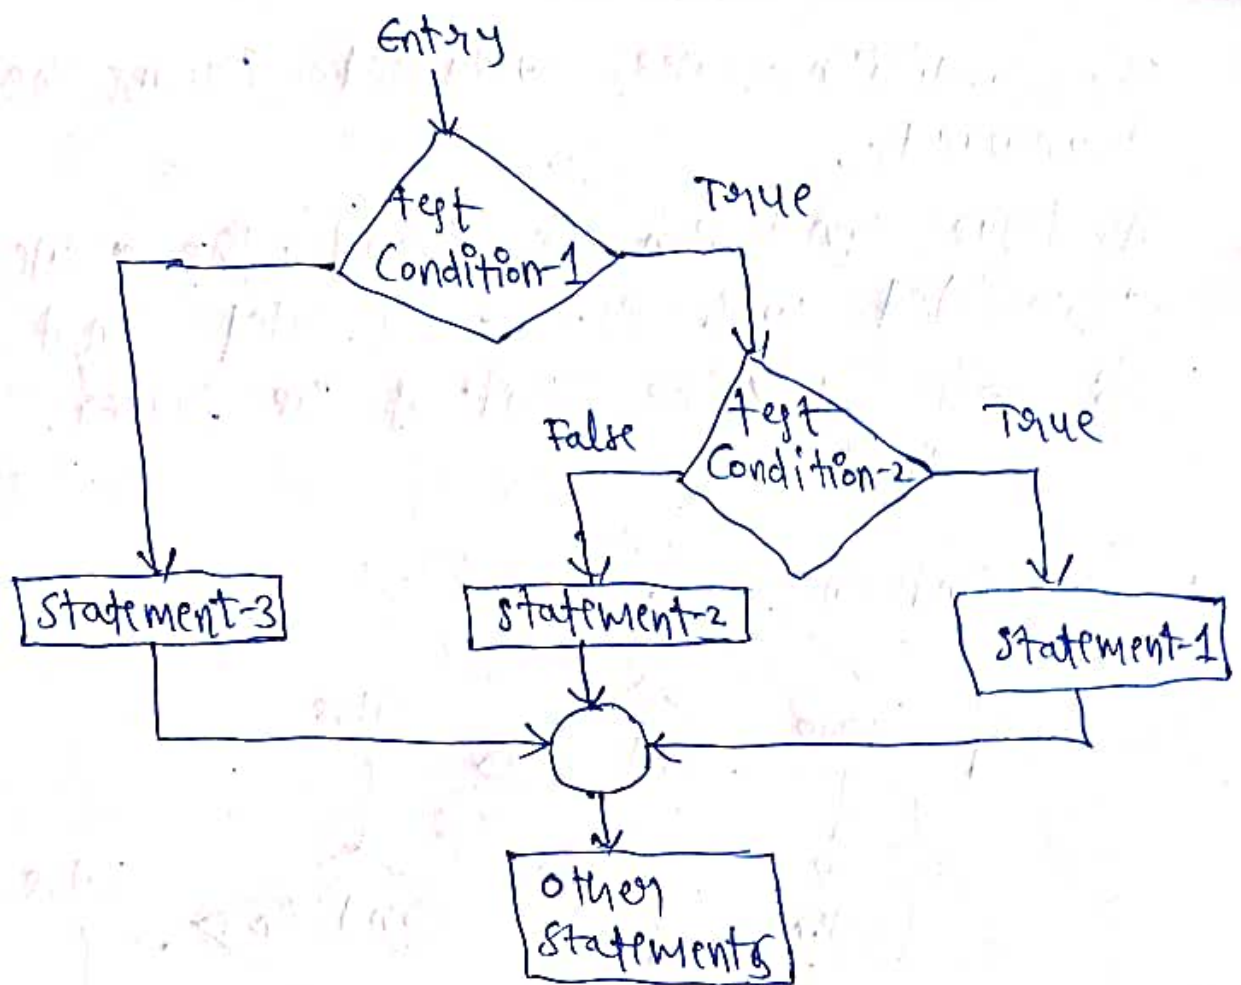 Entry
test
Condition-1
True
test
Condition-2
False
True
Statement-3
statement-2
statement-1
other
statements